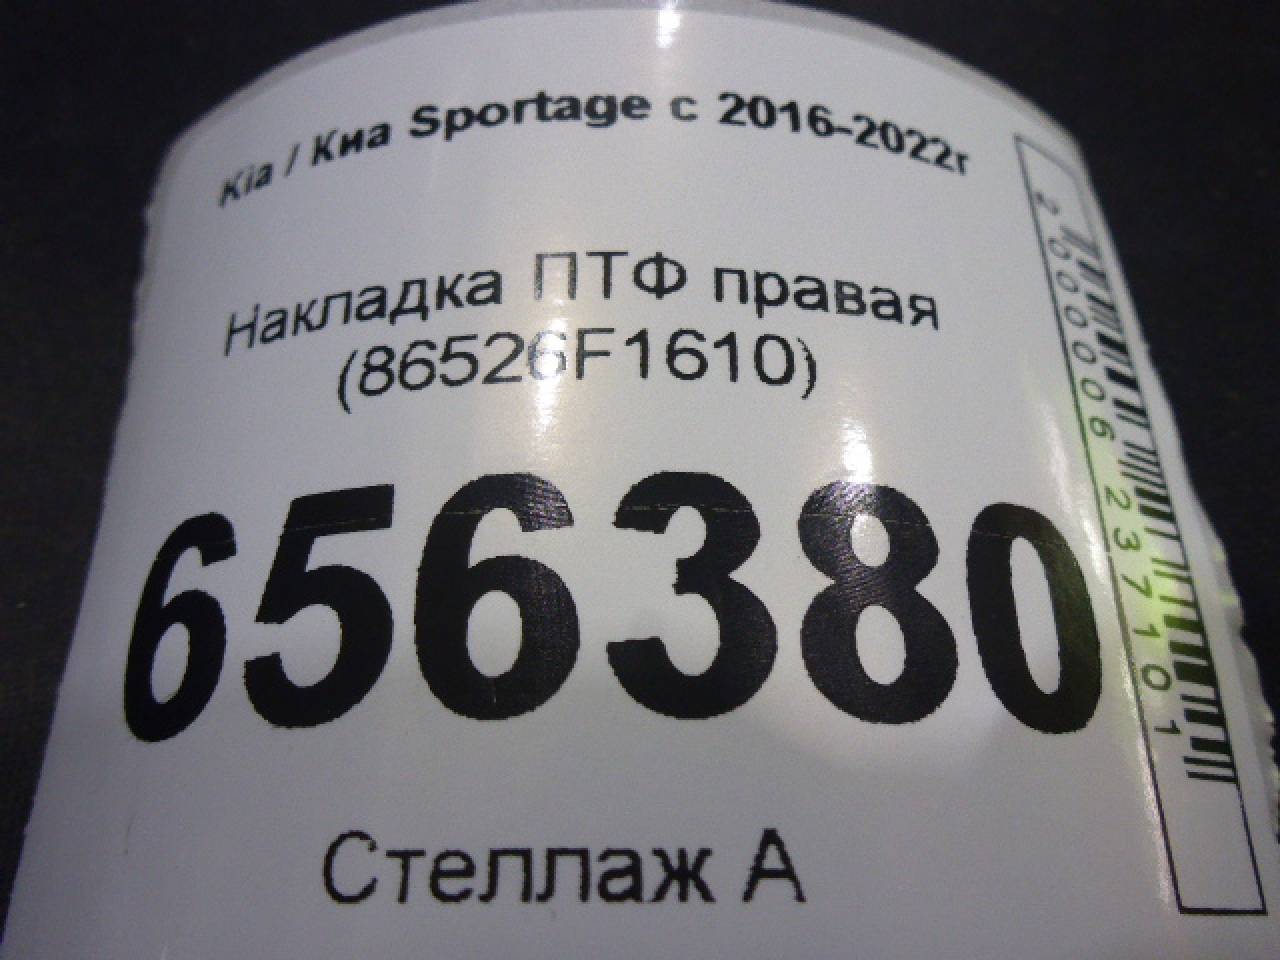 Kia / Киа Sportage с 2016-2022г
Накладка ПТФ правая
(86526F1610)
656380
Стеллаж А
2000006237101